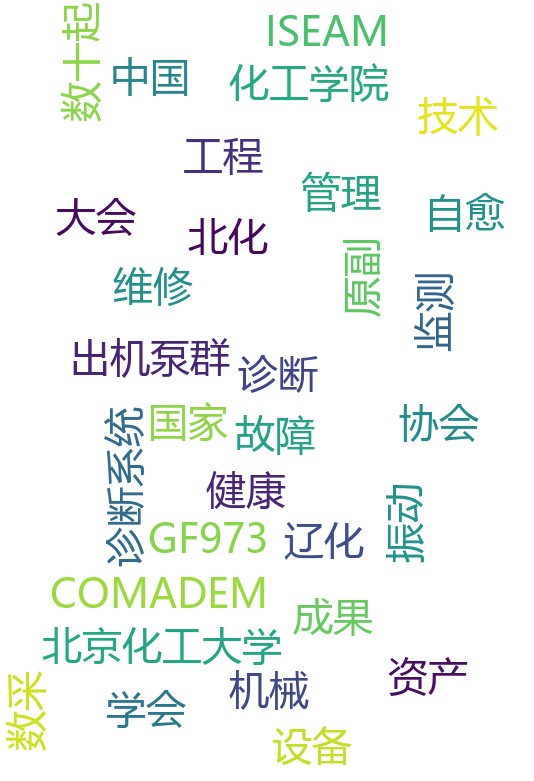 数十起
ISEAM
中国
化工学院
技术
工程
管理
自愈
大会
北化
原副
维修
监测
出机泵群
诊断
国家
故障
协会
诊断系统
健康
振动
GF973
辽化
COMADEM
成果
北京化工大学
资产
数采
学会
机械
设备